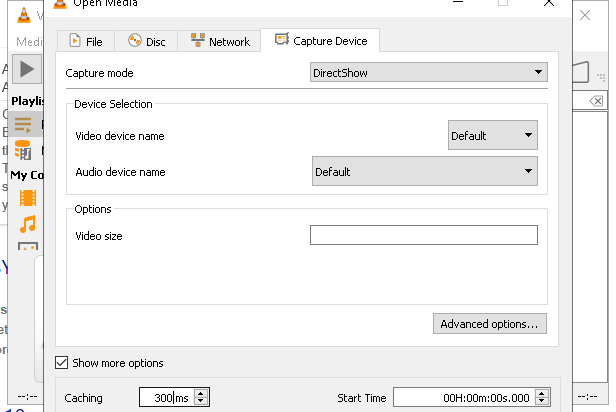 Open Media
Medi
File
Disc
Network
Capture Device
Capture mode
DirectShow
Playlis
Device Selection
Video device name
Default
Audio device name
Default
My Co
Options
Video size
Advanced options...
Show more options
Caching
300 ms
Start Time
00H:00m:00s.000
--:--
--:--